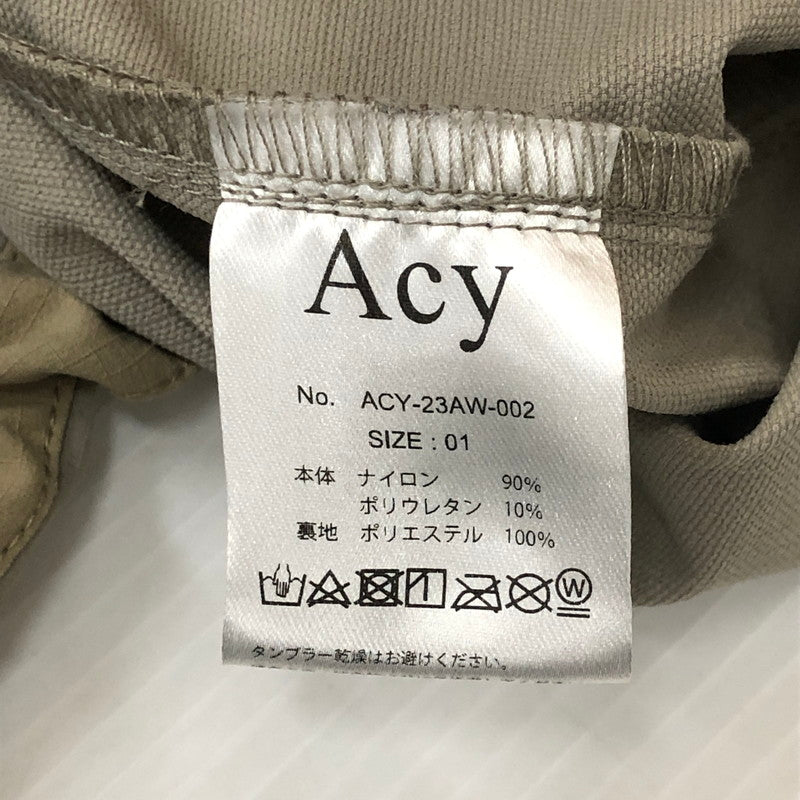 Acy
No. ACY-23AW-002
SIZE : 01
本体 ナイロン 90%
ポリウレタン 10%
裏地 ポリエステル 100%
W
タンブラー乾燥はお避けください。